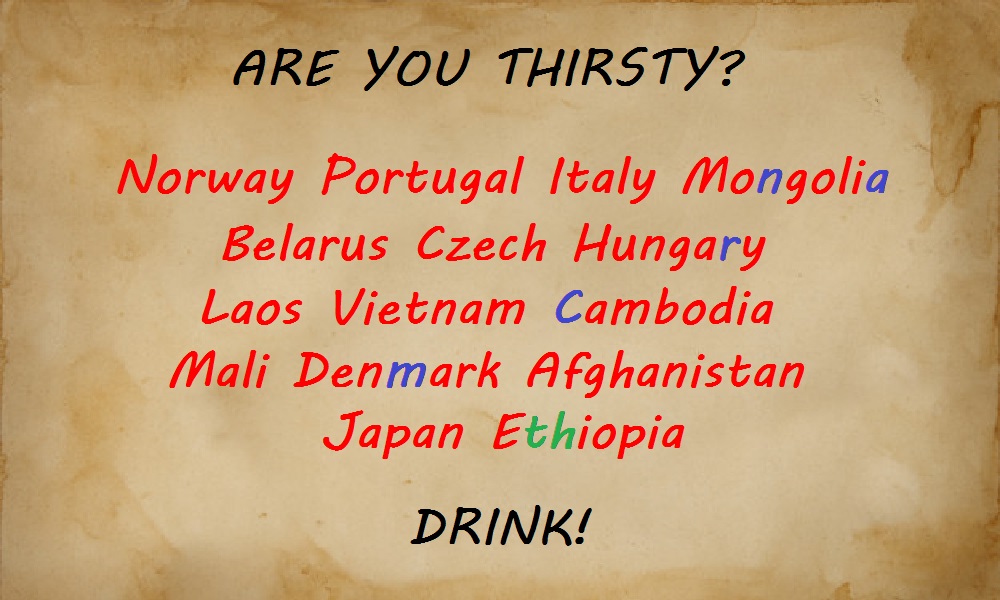 ARE YOU THIRSTY?
Norway Portugal Italy Mongolia
Belarus Czech Hungary
Laos Vietnam Cambodia
Mali Denmark Afghanistan
Japan Ethiopia
DRINK!